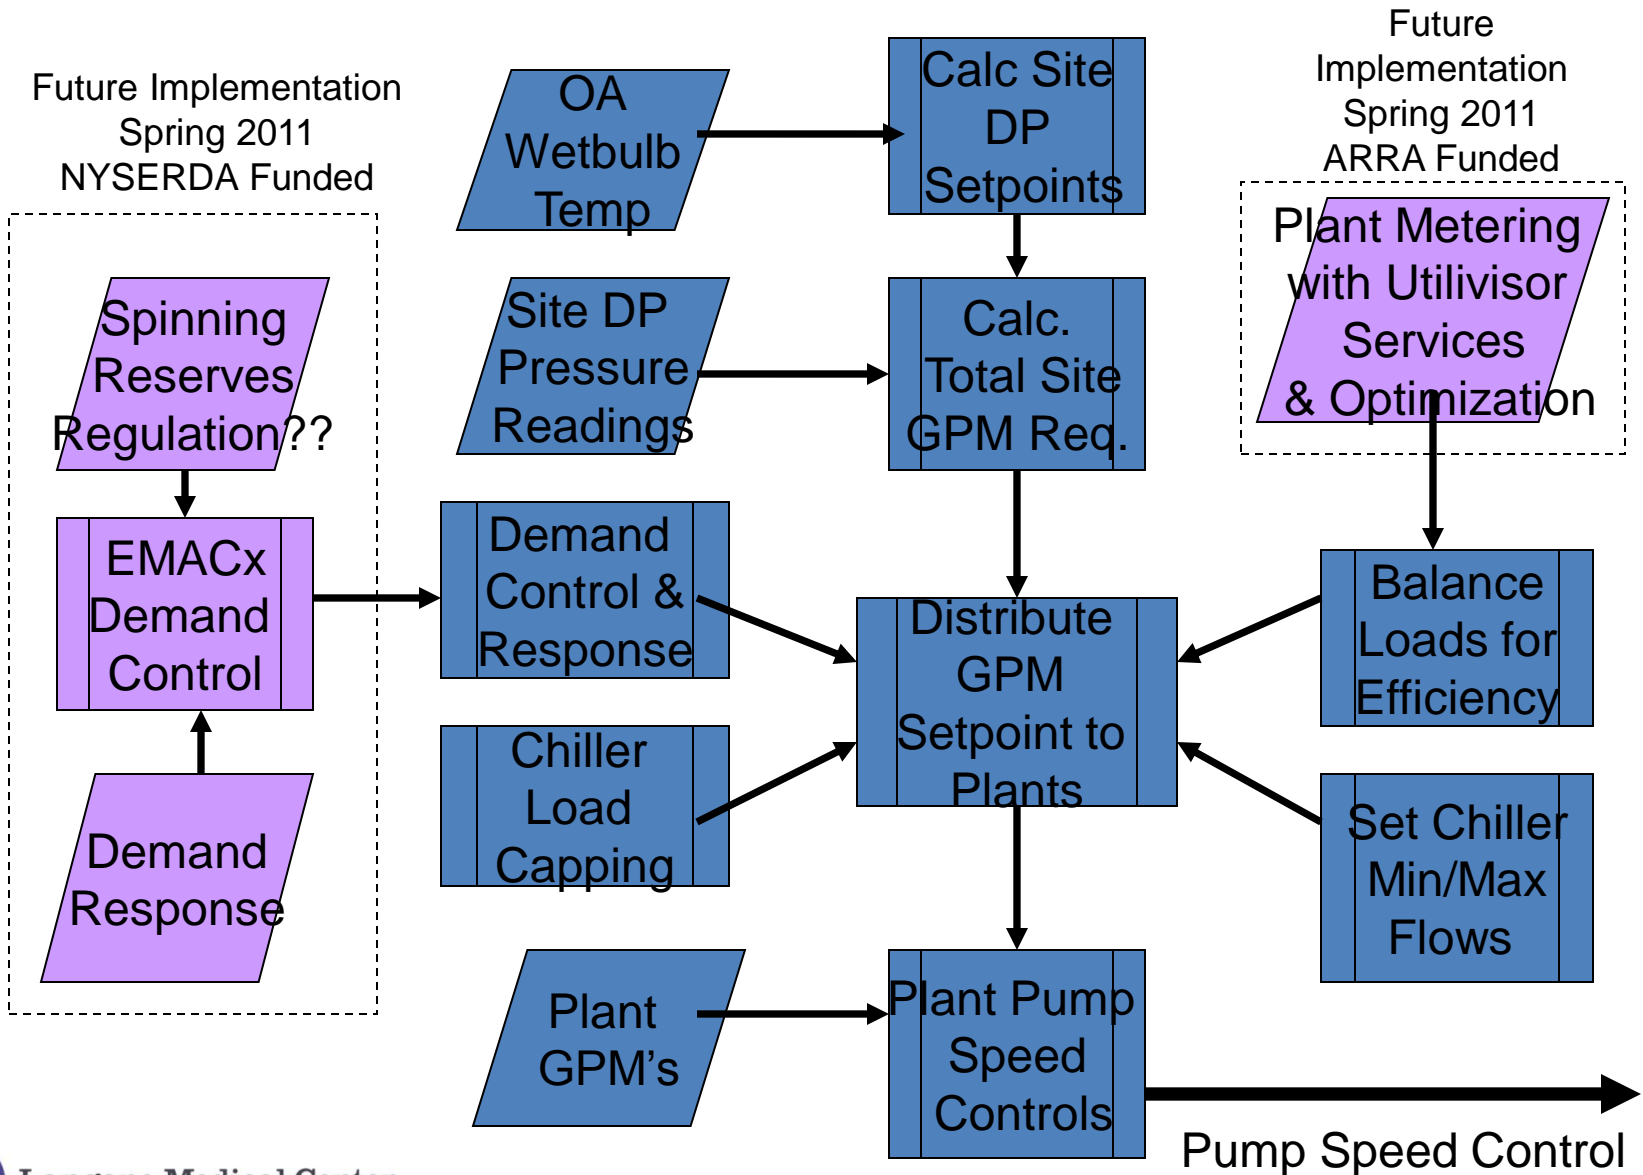 Future Implementation
Spring 2011
NYSERDA Funded
Spinning
Reserves
Regulation??
EMACx
Demand
Control
Demand
Response
OA
Wetbulb
Temp
Site DP
Pressure
Readings
Demand
Control &
Response
Chiller
Load
Capping
Plant
GPM’s
Calc Site
DP
Setpoints
Calc.
Total Site
GPM Req.
Distribute
GPM
Setpoint to
Plants
Plant Pump
Speed
Controls
Future
Implementation
Spring 2011
ARRA Funded
Plant Metering
with Utilivisor
Services
& Optimization
Balance
Loads for
Efficiency
Set Chiller
Min/Max
Flows
Pump Speed Control
Langone Medical Center